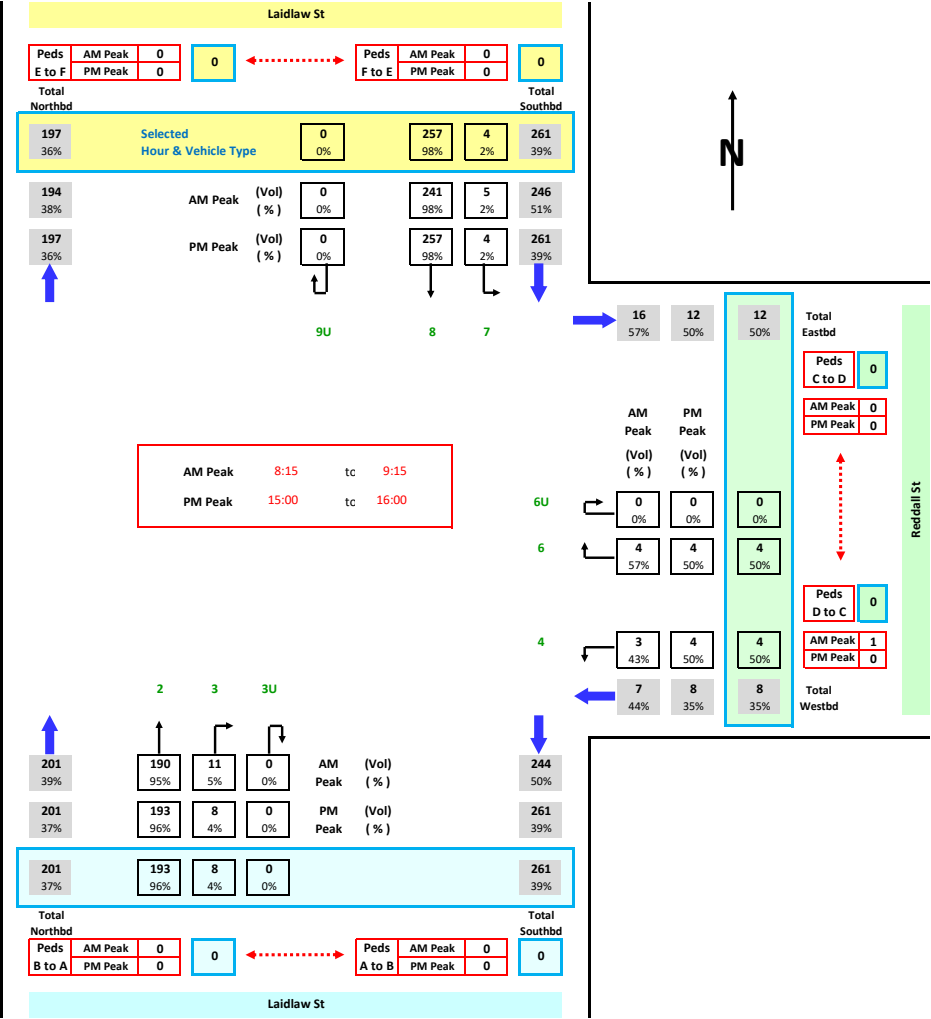 Laidlaw St
Peds AM Peak 0 0 Peds AM Peak 0 0
E to F PM Peak 0 F to E PM Peak 0
Total Total
Northbd Southbd
197 Selected 0 257 4 261
36% Hour & Vehicle Type 0% 98% 2% 39%
194 AM Peak (Vol) 0 241 5 246
38% ( % ) 0% 98% 2% 51%
197 PM Peak (Vol) 0 257 4 261
36% ( % ) 0% 98% 2% 39%
N
9U 8 7
16 12 12 Total
57% 50% 50% Eastbd
Peds 0
C to D
AM Peak 0
PM Peak 0
AM PM
Peak Peak
(Vol) (Vol)
( % ) ( % )
AM Peak 8:15 to 9:15
PM Peak 15:00 to 16:00
6U 0 0 0
0% 0% 0%
6 4 4 4
57% 50% 50%
Reddall St
Peds 0
D to C
AM Peak 1
PM Peak 0
4 3 4 4
43% 50% 50%
7 8 8 Total
44% 35% 35% Westbd
2 3 3U
201 190 11 0 AM (Vol) 244
39% 95% 5% 0% Peak ( % ) 50%
201 193 8 0 PM (Vol) 261
37% 96% 4% 0% Peak ( % ) 39%
201 193 8 0 261
37% 96% 4% 0% 39%
Total Total
Northbd Southbd
Peds AM Peak 0 0 Peds AM Peak 0 0
B to A PM Peak 0 A to B PM Peak 0
Laidlaw St